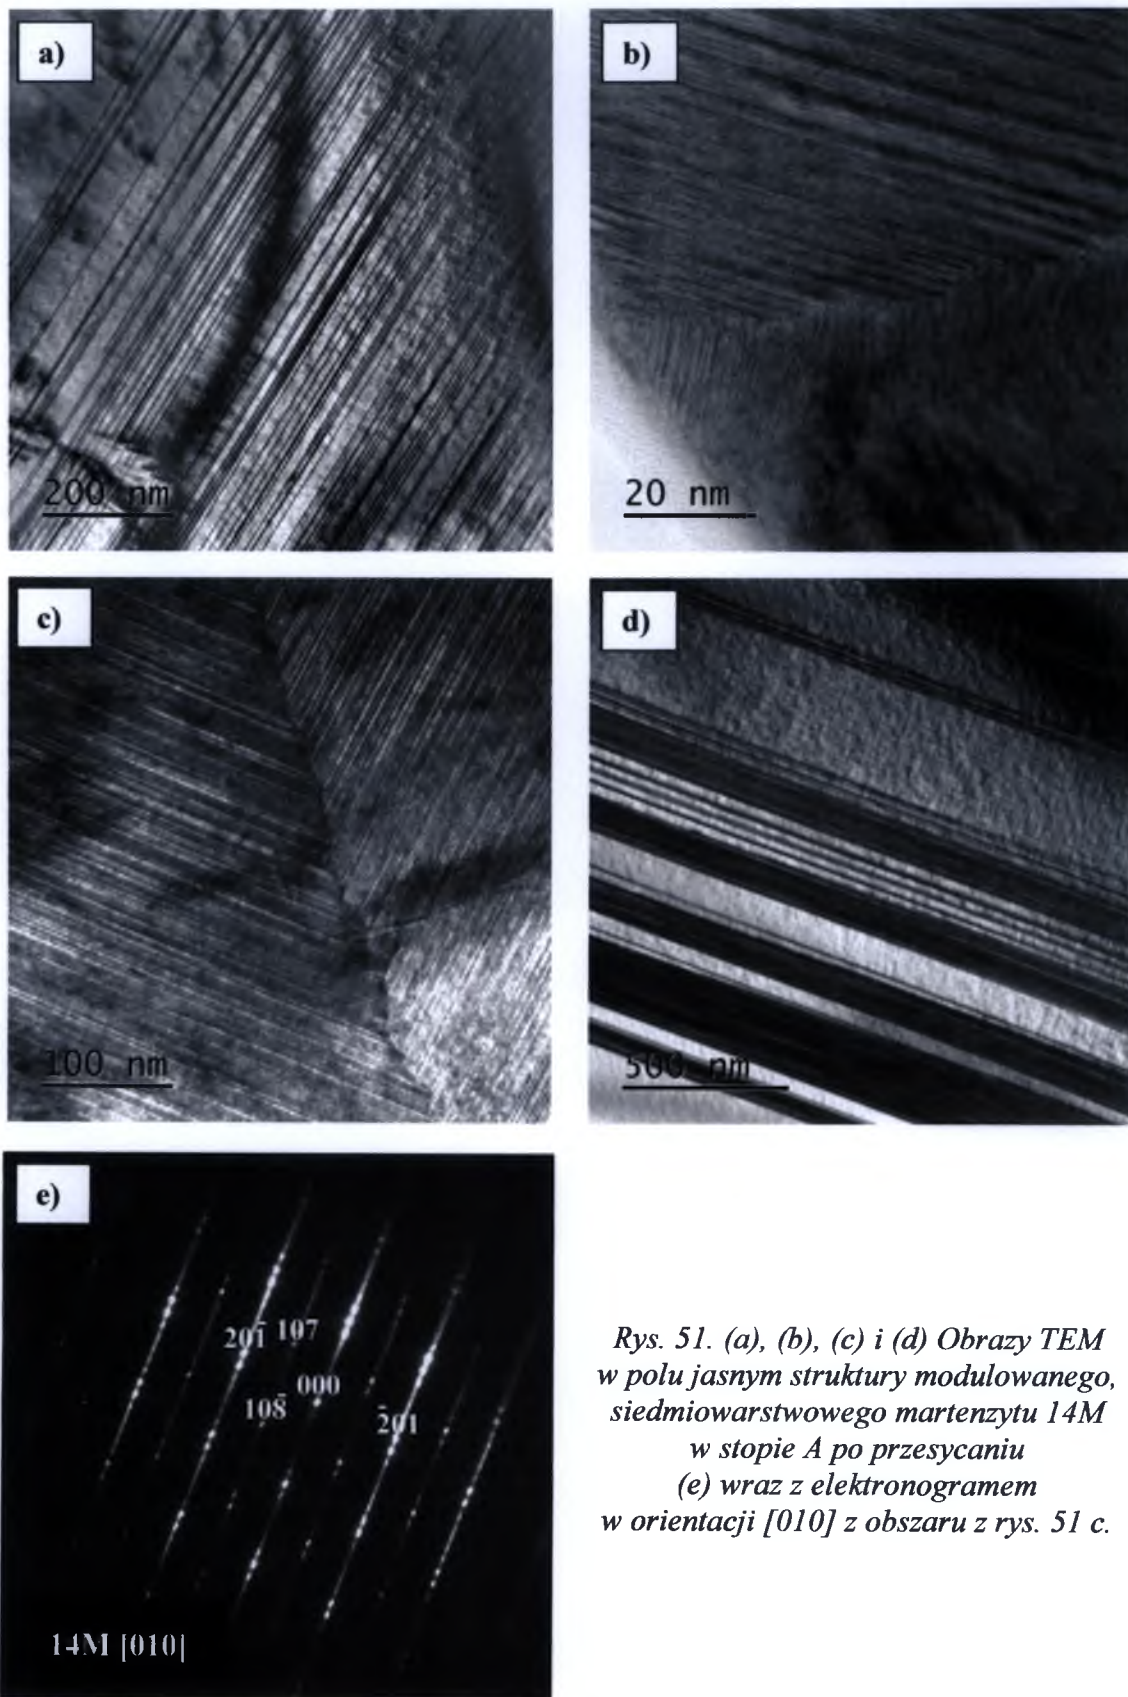 a)
b)
200 nm
20 nm
c)
d)
100 nm
500 nm
e)
201̄ 107
000
108̄
2̄01
14M [010]
Rys. 51. (a), (b), (c) i (d) Obrazy TEM
w polu jasnym struktury modulowanego,
siedmiowarstwowego martenzytu 14M
w stopie A po przesycaniu
(e) wraz z elektronogramem
w orientacji [010] z obszaru z rys. 51 c.